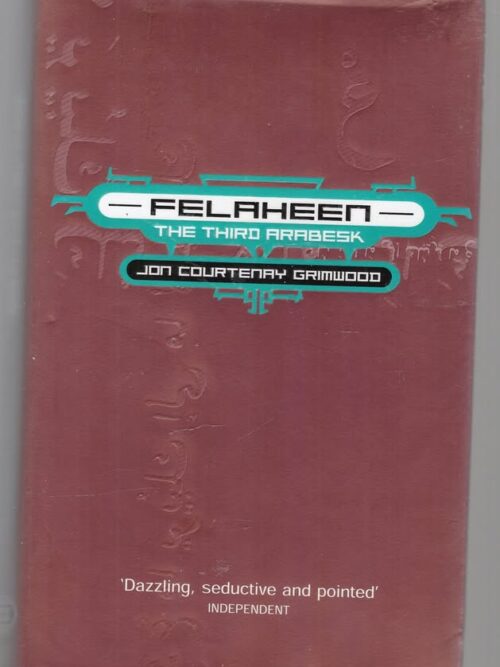 — FELAHEEN —
THE THIRD ARABESK
JON COURTENAY GRIMWOOD
'Dazzling, seductive and pointed'
INDEPENDENT